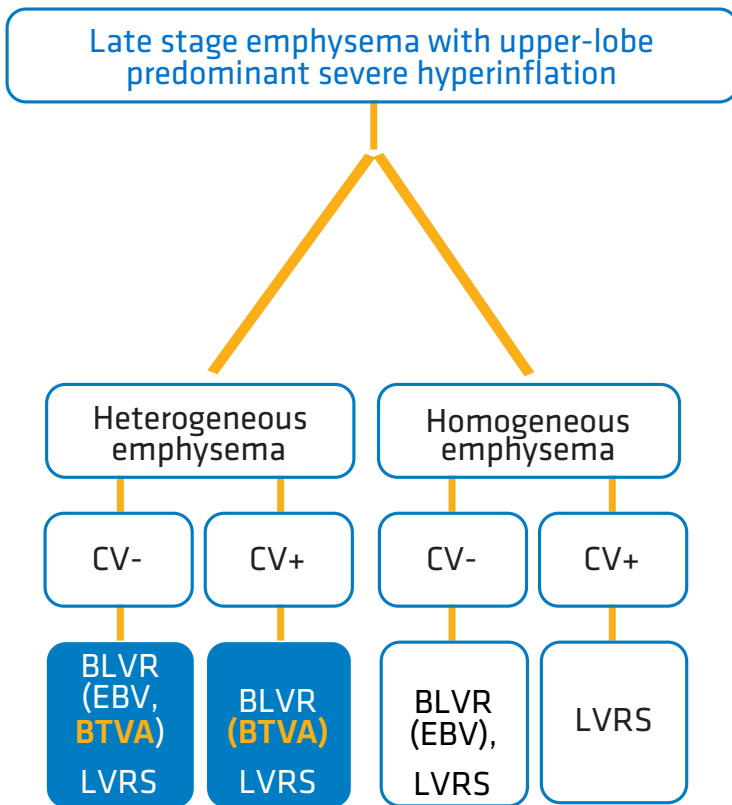 Late stage emphysema with upper-lobe
predominant severe hyperinflation
Heterogeneous
emphysema
Homogeneous
emphysema
CV-
CV+
CV-
CV+
BLVR
(EBV,
BTVA)
LVRS
BLVR
(BTVA)
LVRS
BLVR
(EBV),
LVRS
LVRS